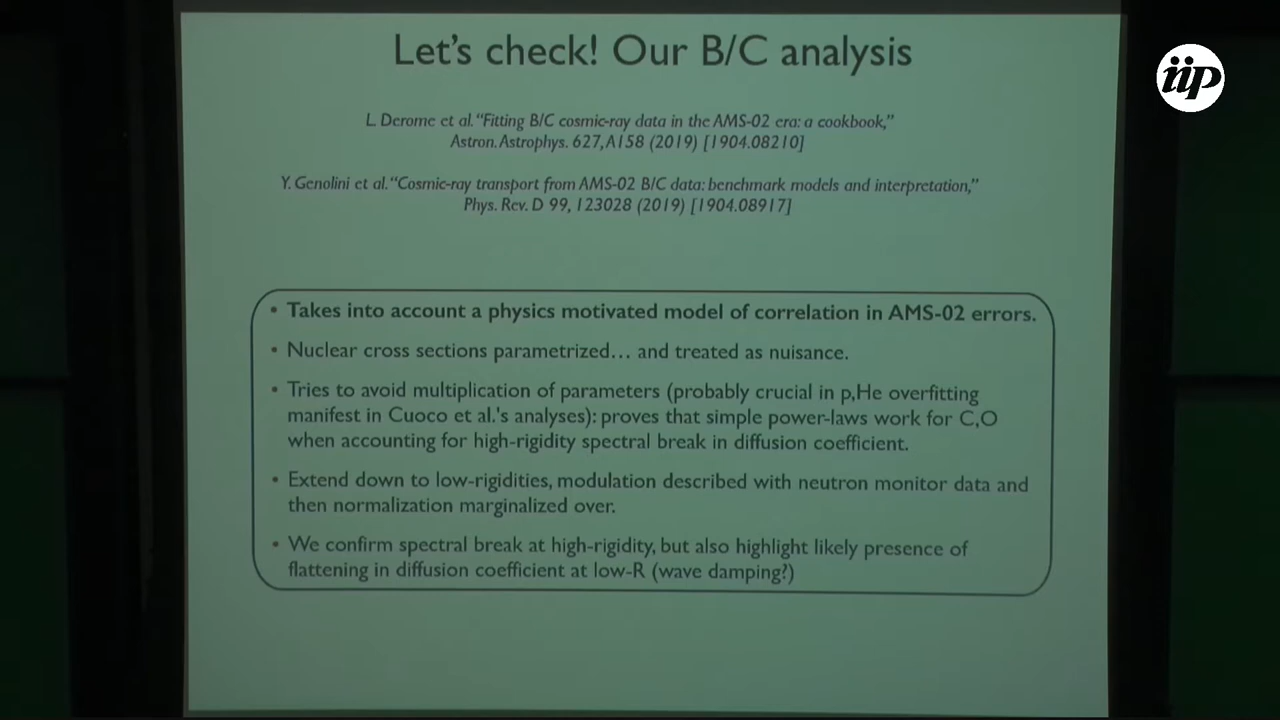 Let's check! Our B/C analysis
iip
L. Derome et al. “Fitting B/C cosmic-ray data in the AMS-02 era: a cookbook,”
Astron. Astrophys. 627, A158 (2019) [1904.08210]
Y. Genolini et al. “Cosmic-ray transport from AMS-02 B/C data: benchmark models and interpretation,”
Phys. Rev. D 99, 123028 (2019) [1904.08917]
• Takes into account a physics motivated model of correlation in AMS-02 errors.
• Nuclear cross sections parametrized… and treated as nuisance.
• Tries to avoid multiplication of parameters (probably crucial in p,He overfitting
manifest in Cuoco et al.'s analyses): proves that simple power-laws work for C,O
when accounting for high-rigidity spectral break in diffusion coefficient.
• Extend down to low-rigidities, modulation described with neutron monitor data and
then normalization marginalized over.
• We confirm spectral break at high-rigidity, but also highlight likely presence of
flattening in diffusion coefficient at low-R (wave damping?)